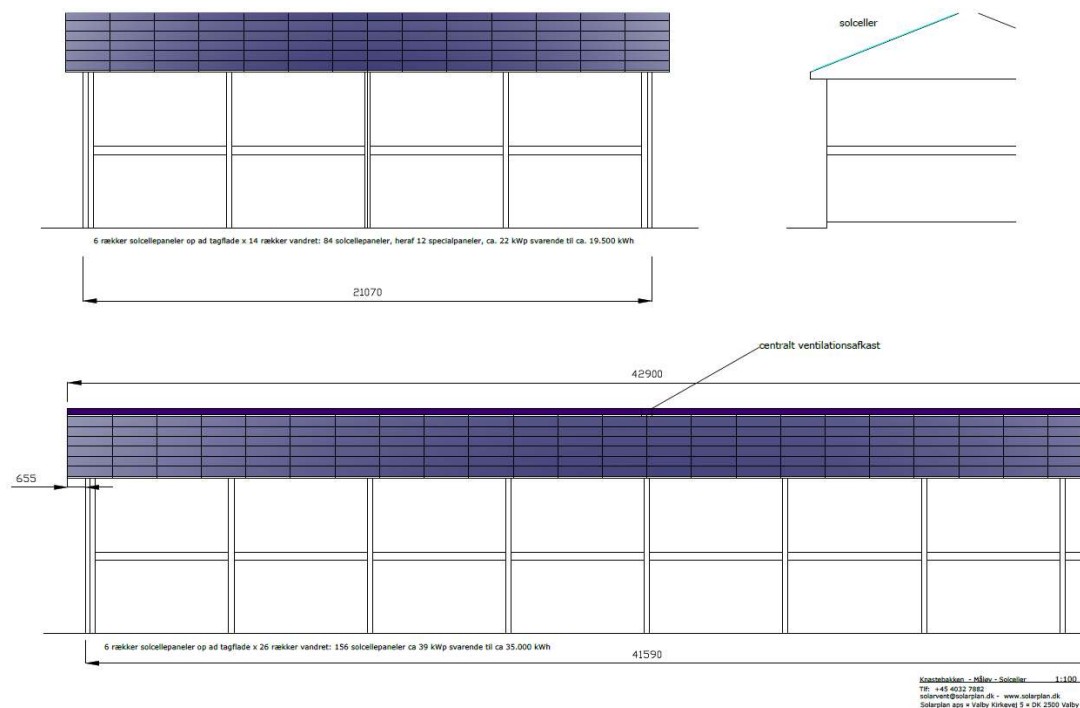 solceller
6 rækker solcellepaneler op ad tagflade x 14 rækker vandret: 84 solcellepaneler, heraf 12 specialpaneler, ca. 22 kWp svarende til ca. 19.500 kWh
21070
centralt ventilationsafkast
42900
655
6 rækker solcellepaneler op ad tagflade x 26 rækker vandret: 156 solcellepaneler ca 39 kWp svarende til ca 35.000 kWh
41590
Knastebakken - Måløv - Solceller 1:100
Tlf: +45 4032 7882
solarvent@solarplan.dk - www.solarplan.dk
Solarplan aps * Valby Kirkevej 5 * DK 2500 Valby